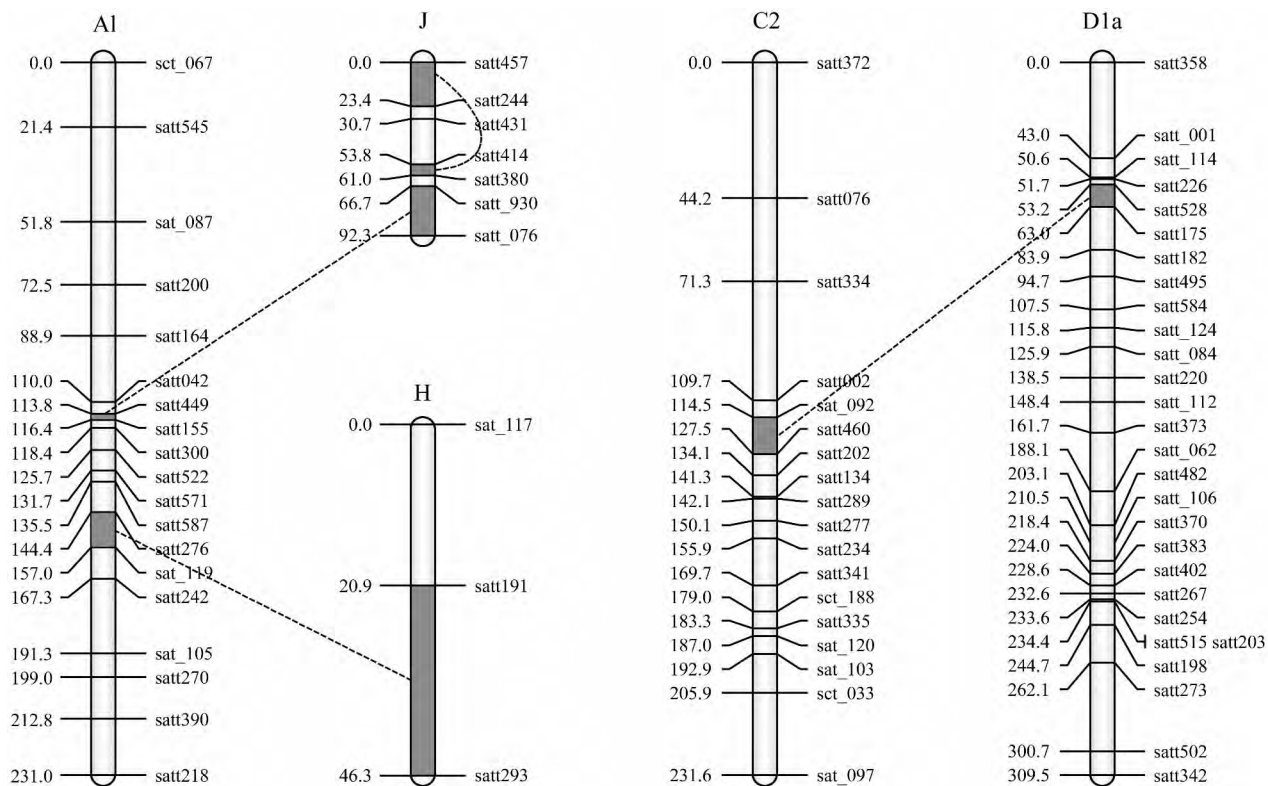 A1
0.0 sct_067
21.4 satt545
51.8 sat_087
72.5 satt200
88.9 satt164
110.0 satt042
113.8 satt449
116.4 satt155
118.4 satt300
125.7 satt522
131.7 satt571
135.5 satt587
144.4 satt276
157.0 sat_119
167.3 satt242
191.3 sat_105
199.0 satt270
212.8 satt390
231.0 satt218
J
0.0 satt457
23.4 satt244
30.7 satt431
53.8 satt414
61.0 satt380
66.7 satt_930
92.3 satt_076
H
0.0 sat_117
20.9 satt191
46.3 satt293
C2
0.0 satt372
44.2 satt076
71.3 satt334
109.7 satt002
114.5 sat_092
127.5 satt460
134.1 satt202
141.3 satt134
142.1 satt289
150.1 satt277
155.9 satt234
169.7 satt341
179.0 sct_188
183.3 satt335
187.0 sat_120
192.9 sat_103
205.9 sct_033
231.6 sat_097
D1a
0.0 satt358
43.0 satt_001
50.6 satt_114
51.7 satt226
53.2 satt528
63.0 satt175
83.9 satt182
94.7 satt495
107.5 satt584
115.8 satt_124
125.9 satt_084
138.5 satt220
148.4 satt_112
161.7 satt373
188.1 satt_062
203.1 satt482
210.5 satt_106
218.4 satt370
224.0 satt383
228.6 satt402
232.6 satt267
233.6 satt254
234.4 satt515 satt203
244.7 satt198
262.1 satt273
300.7 satt502
309.5 satt342